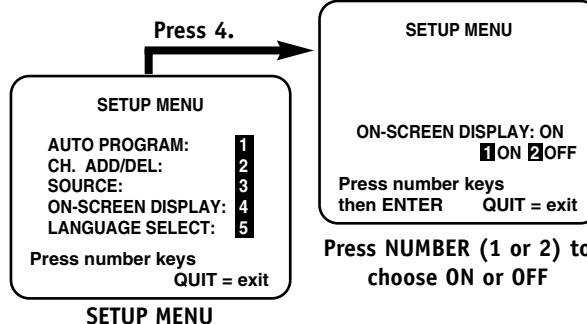 Press 4.
SETUP MENU
AUTO PROGRAM: 1
CH. ADD/DEL: 2
SOURCE: 3
ON-SCREEN DISPLAY: 4
LANGUAGE SELECT: 5
Press number keys
QUIT = exit
SETUP MENU
SETUP MENU
ON-SCREEN DISPLAY: ON
1 ON 2 OFF
Press number keys
then ENTER QUIT = exit
Press NUMBER (1 or 2) to
choose ON or OFF